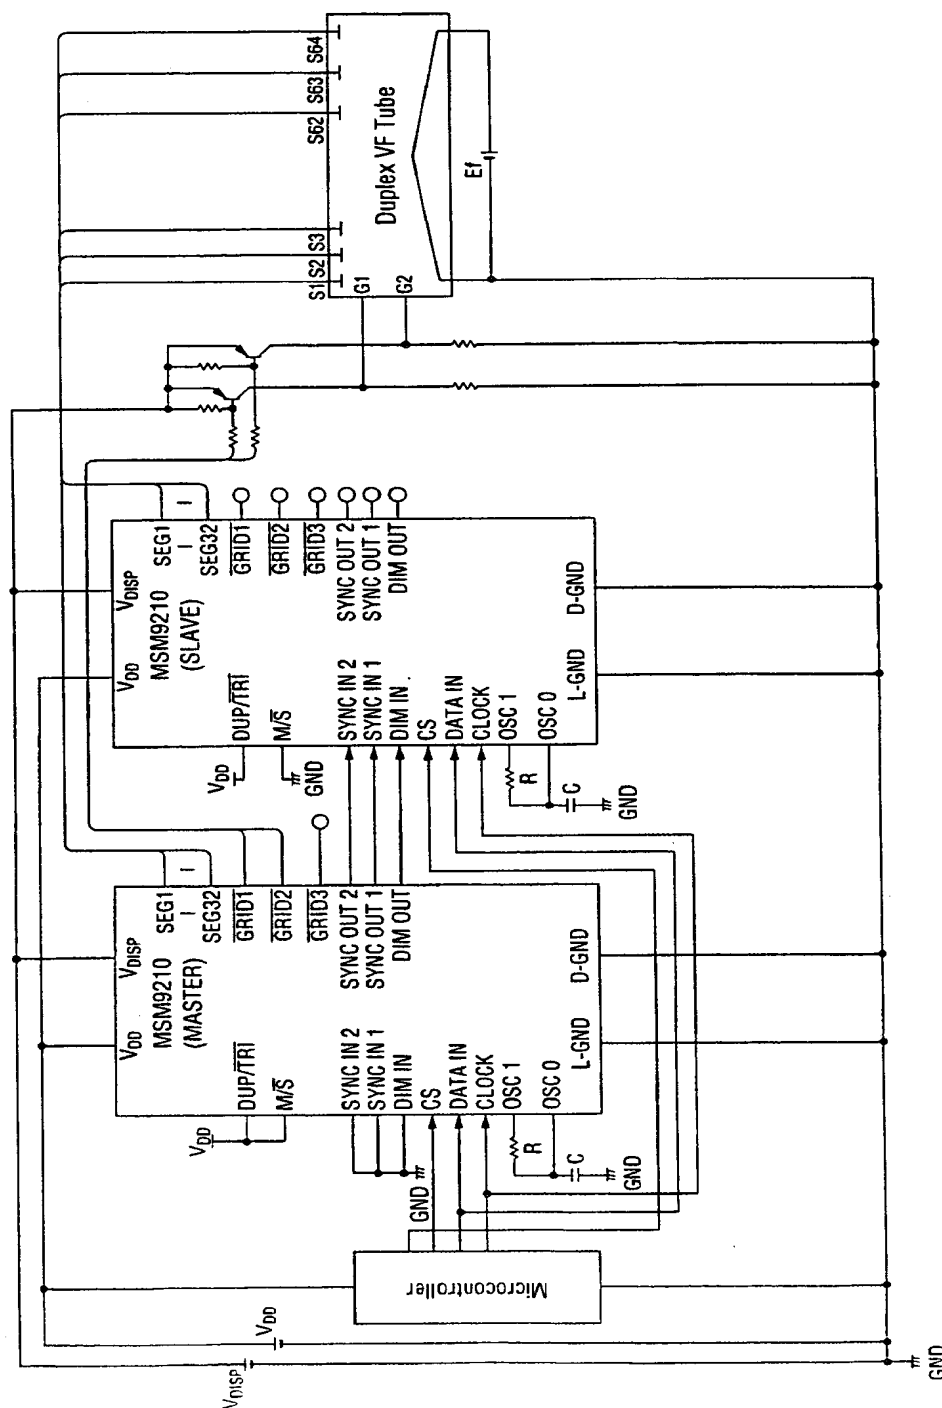 S64
S63
S62
S3
S2
S1
Duplex VF Tube
G1
G2
Ef
VDISP
VDD
MSM9210
(SLAVE)
SEG1
SEG32
GRID1
GRID2
GRID3
SYNC OUT 2
SYNC OUT 1
DIM OUT
DUP/TRI
M/S
SYNC IN 2
SYNC IN 1
DIM IN
CS
DATA IN
CLOCK
OSC 1
OSC 0
D-GND
L-GND
VDD
GND
R
C
GND
VDISP
VDD
MSM9210
(MASTER)
SEG1
SEG32
GRID1
GRID2
GRID3
SYNC OUT 2
SYNC OUT 1
DIM OUT
DUP/TRI
M/S
SYNC IN 2
SYNC IN 1
DIM IN
CS
DATA IN
CLOCK
OSC 1
OSC 0
D-GND
L-GND
VDD
GND
R
C
GND
Microcontroller
VDD
VDISP
GND